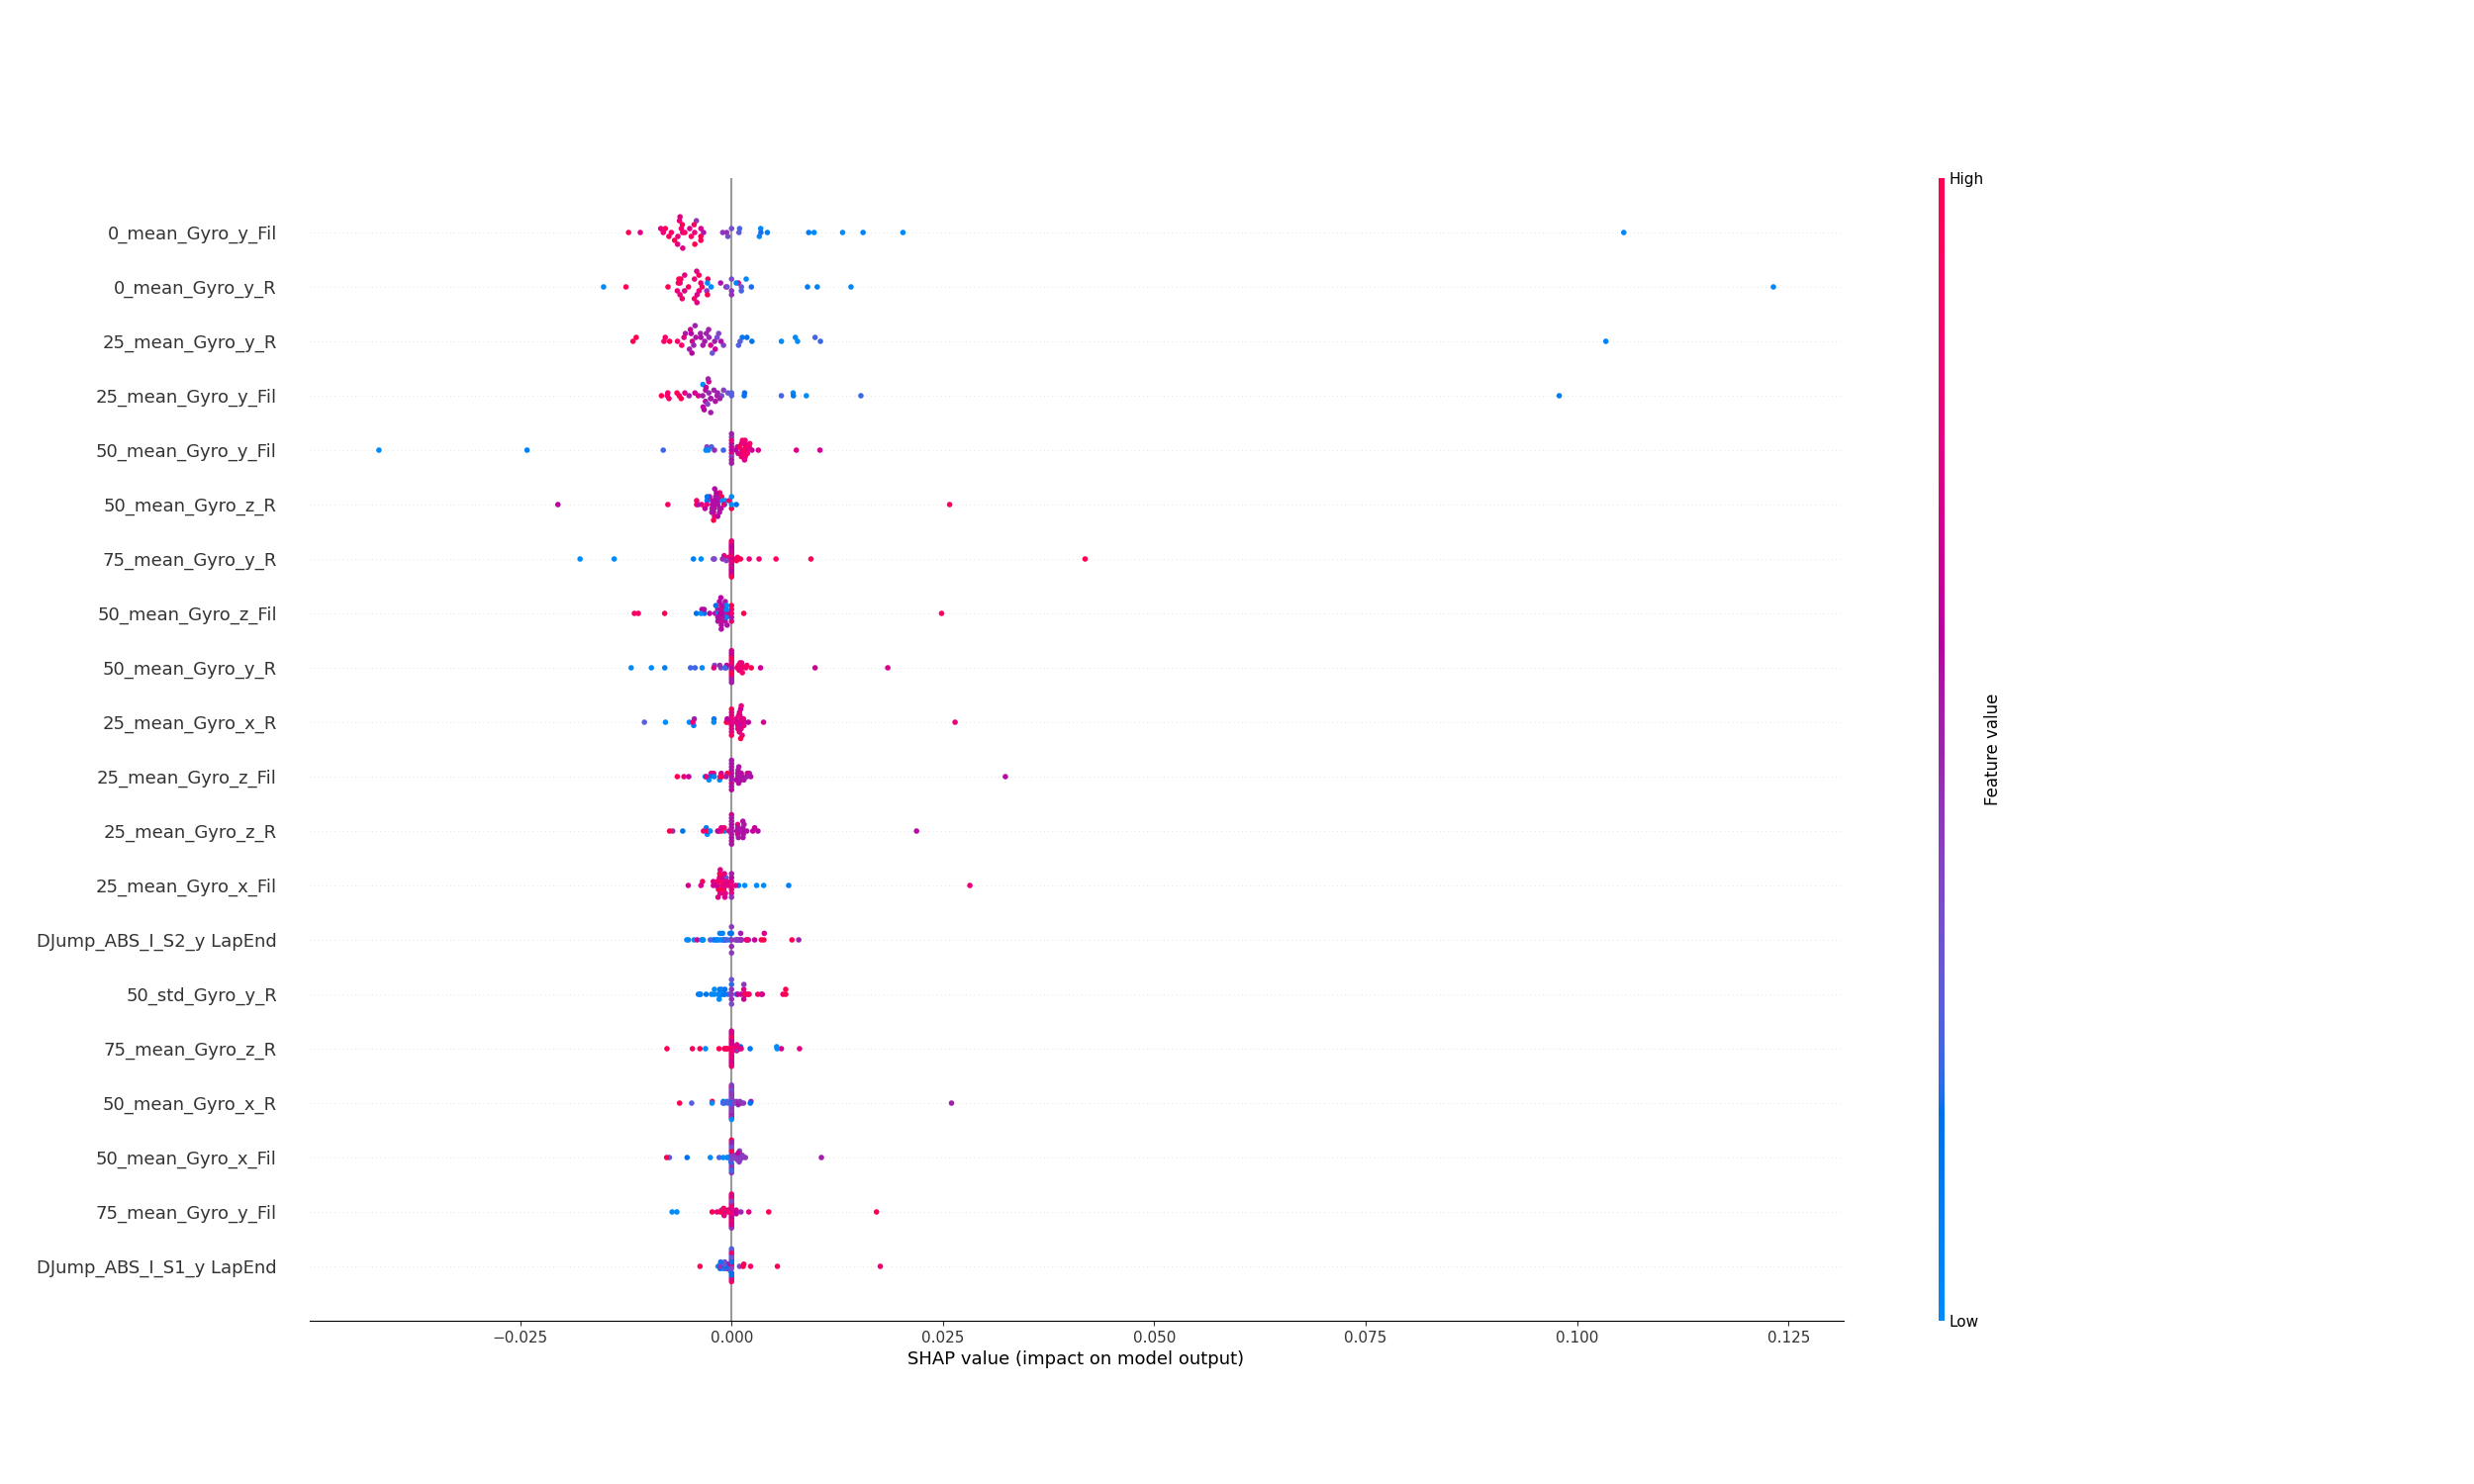 High
0_mean_Gyro_y_Fil
0_mean_Gyro_y_R
25_mean_Gyro_y_R
25_mean_Gyro_y_Fil
50_mean_Gyro_y_Fil
50_mean_Gyro_z_R
75_mean_Gyro_y_R
50_mean_Gyro_z_Fil
50_mean_Gyro_y_R
25_mean_Gyro_x_R
25_mean_Gyro_z_Fil
25_mean_Gyro_z_R
25_mean_Gyro_x_Fil
DJump_ABS_I_S2_y LapEnd
50_std_Gyro_y_R
75_mean_Gyro_z_R
50_mean_Gyro_x_R
50_mean_Gyro_x_Fil
75_mean_Gyro_y_Fil
DJump_ABS_I_S1_y LapEnd
Feature value
Low
−0.025 0.000 0.025 0.050 0.075 0.100 0.125
SHAP value (impact on model output)